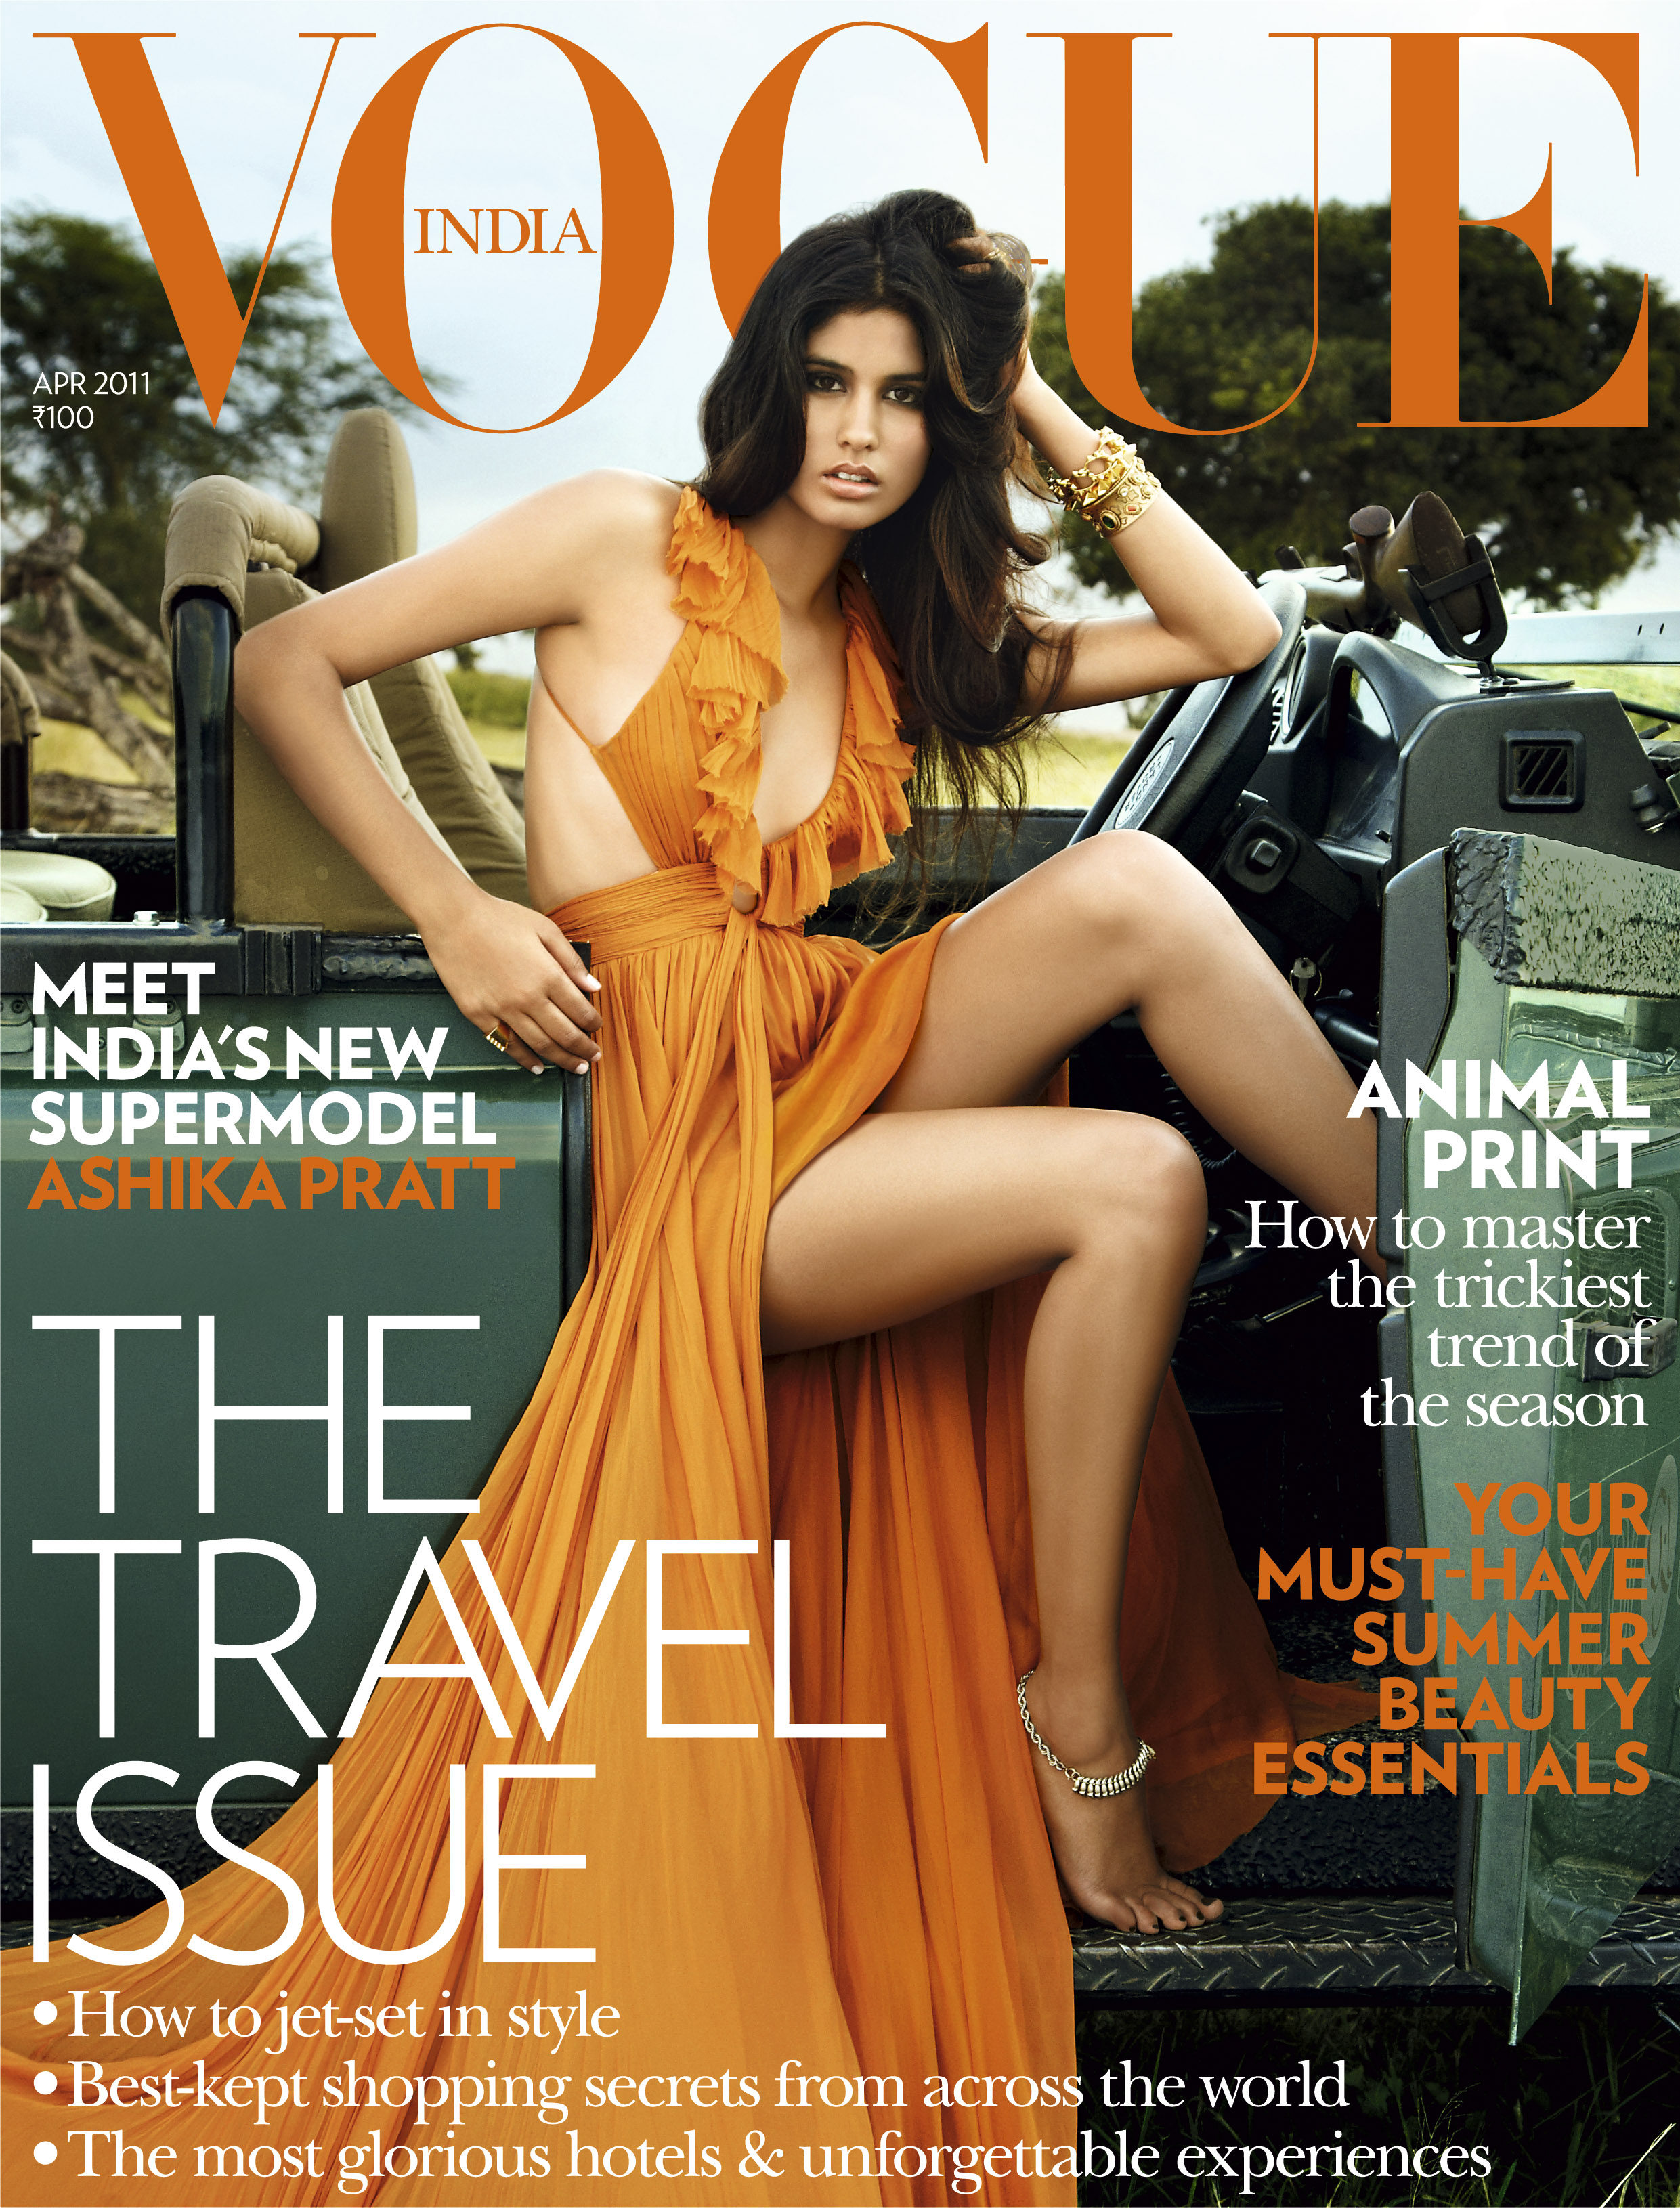 VOGUE
INDIA
APR 2011
₹100
MEET
INDIA'S NEW
SUPERMODEL
ASHIKA PRATT
THE
TRAVEL
ISSUE
• How to jet-set in style
• Best-kept shopping secrets from across the world
• The most glorious hotels & unforgettable experiences
ANIMAL
PRINT
How to master
the trickiest
trend of
the season
YOUR
MUST-HAVE
SUMMER
BEAUTY
ESSENTIALS